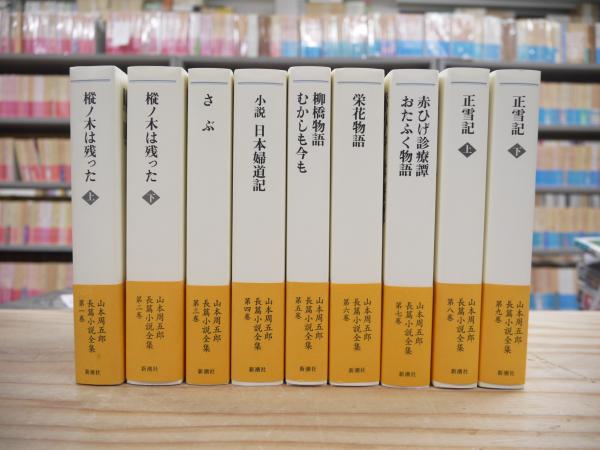 樅ノ木は残った 上
山本周五郎
長篇小説全集
第一巻
新潮社
樅ノ木は残った 下
山本周五郎
長篇小説全集
第二巻
新潮社
さぶ
山本周五郎
長篇小説全集
第三巻
新潮社
小説 日本婦道記
山本周五郎
長篇小説全集
第四巻
新潮社
柳橋物語
むかしも今も
山本周五郎
長篇小説全集
第五巻
新潮社
栄花物語
山本周五郎
長篇小説全集
第六巻
新潮社
赤ひげ診療譚
おたふく物語
山本周五郎
長篇小説全集
第七巻
新潮社
正雪記 上
山本周五郎
長篇小説全集
第八巻
新潮社
正雪記 下
山本周五郎
長篇小説全集
第九巻
新潮社